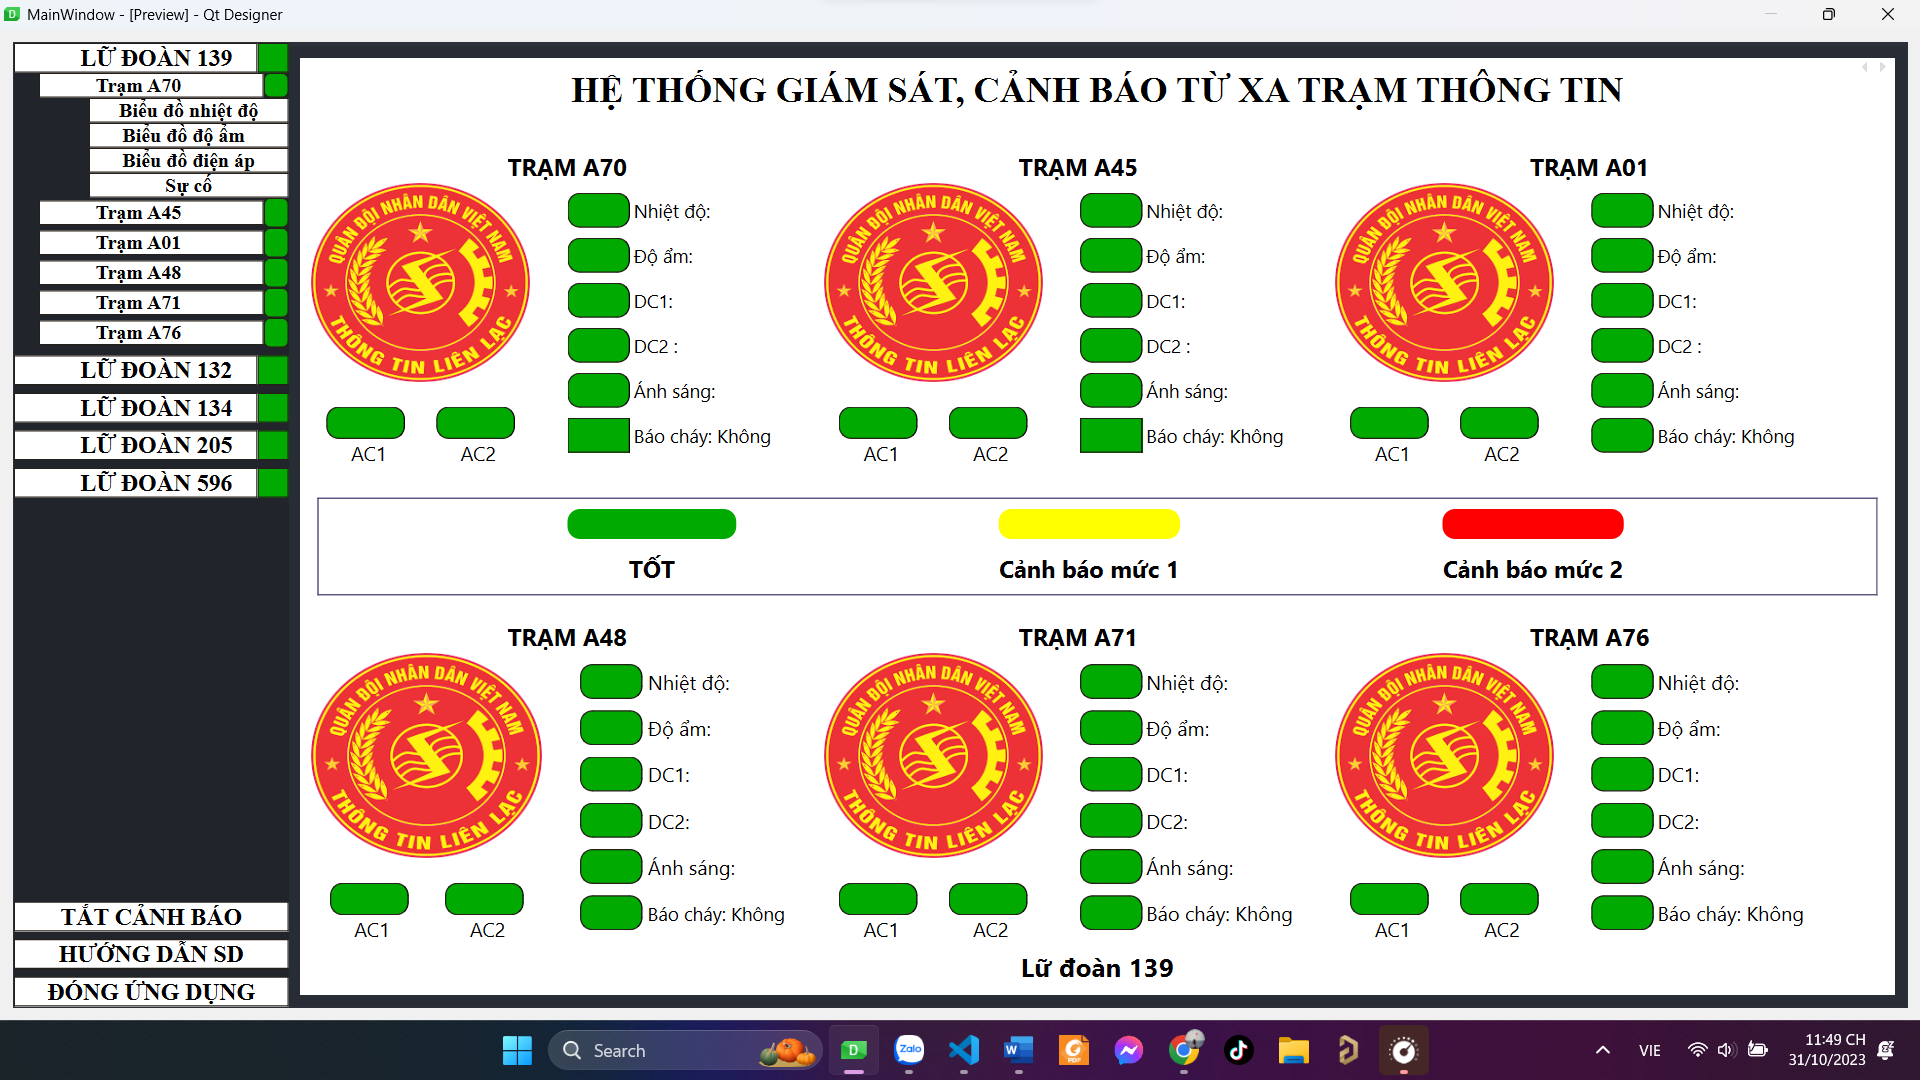 MainWindow - [Preview] - Qt Designer
LỮ ĐOÀN 139
Trạm A70
Biểu đồ nhiệt độ
Biểu đồ độ ẩm
Biểu đồ điện áp
Sự cố
Trạm A45
Trạm A01
Trạm A48
Trạm A71
Trạm A76
LỮ ĐOÀN 132
LỮ ĐOÀN 134
LỮ ĐOÀN 205
LỮ ĐOÀN 596
TẮT CẢNH BÁO
HƯỚNG DẪN SD
ĐÓNG ỨNG DỤNG
HỆ THỐNG GIÁM SÁT, CẢNH BÁO TỪ XA TRẠM THÔNG TIN
TRẠM A70
QUÂN ĐỘI NHÂN DÂN VIỆT NAM
THÔNG TIN LIÊN LẠC
Nhiệt độ:
Độ ẩm:
DC1:
DC2 :
Ánh sáng:
Báo cháy: Không
AC1
AC2
TRẠM A45
QUÂN ĐỘI NHÂN DÂN VIỆT NAM
THÔNG TIN LIÊN LẠC
Nhiệt độ:
Độ ẩm:
DC1:
DC2 :
Ánh sáng:
Báo cháy: Không
AC1
AC2
TRẠM A01
QUÂN ĐỘI NHÂN DÂN VIỆT NAM
THÔNG TIN LIÊN LẠC
Nhiệt độ:
Độ ẩm:
DC1:
DC2 :
Ánh sáng:
Báo cháy: Không
AC1
AC2
TỐT
Cảnh báo mức 1
Cảnh báo mức 2
TRẠM A48
QUÂN ĐỘI NHÂN DÂN VIỆT NAM
THÔNG TIN LIÊN LẠC
Nhiệt độ:
Độ ẩm:
DC1:
DC2:
Ánh sáng:
Báo cháy: Không
AC1
AC2
TRẠM A71
QUÂN ĐỘI NHÂN DÂN VIỆT NAM
THÔNG TIN LIÊN LẠC
Nhiệt độ:
Độ ẩm:
DC1:
DC2:
Ánh sáng:
Báo cháy: Không
AC1
AC2
TRẠM A76
QUÂN ĐỘI NHÂN DÂN VIỆT NAM
THÔNG TIN LIÊN LẠC
Nhiệt độ:
Độ ẩm:
DC1:
DC2:
Ánh sáng:
Báo cháy: Không
AC1
AC2
Lữ đoàn 139
Search
D
Zalo
W
PDF
VIE
11:49 CH
31/10/2023